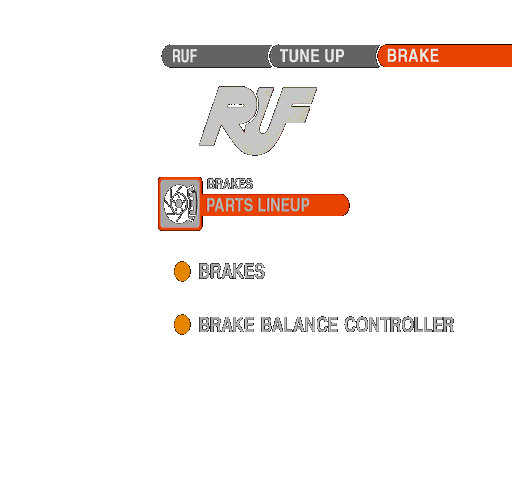 RUF TUNE UP BRAKE
RUF
BRAKES
PARTS LINEUP
BRAKES
BRAKE BALANCE CONTROLLER